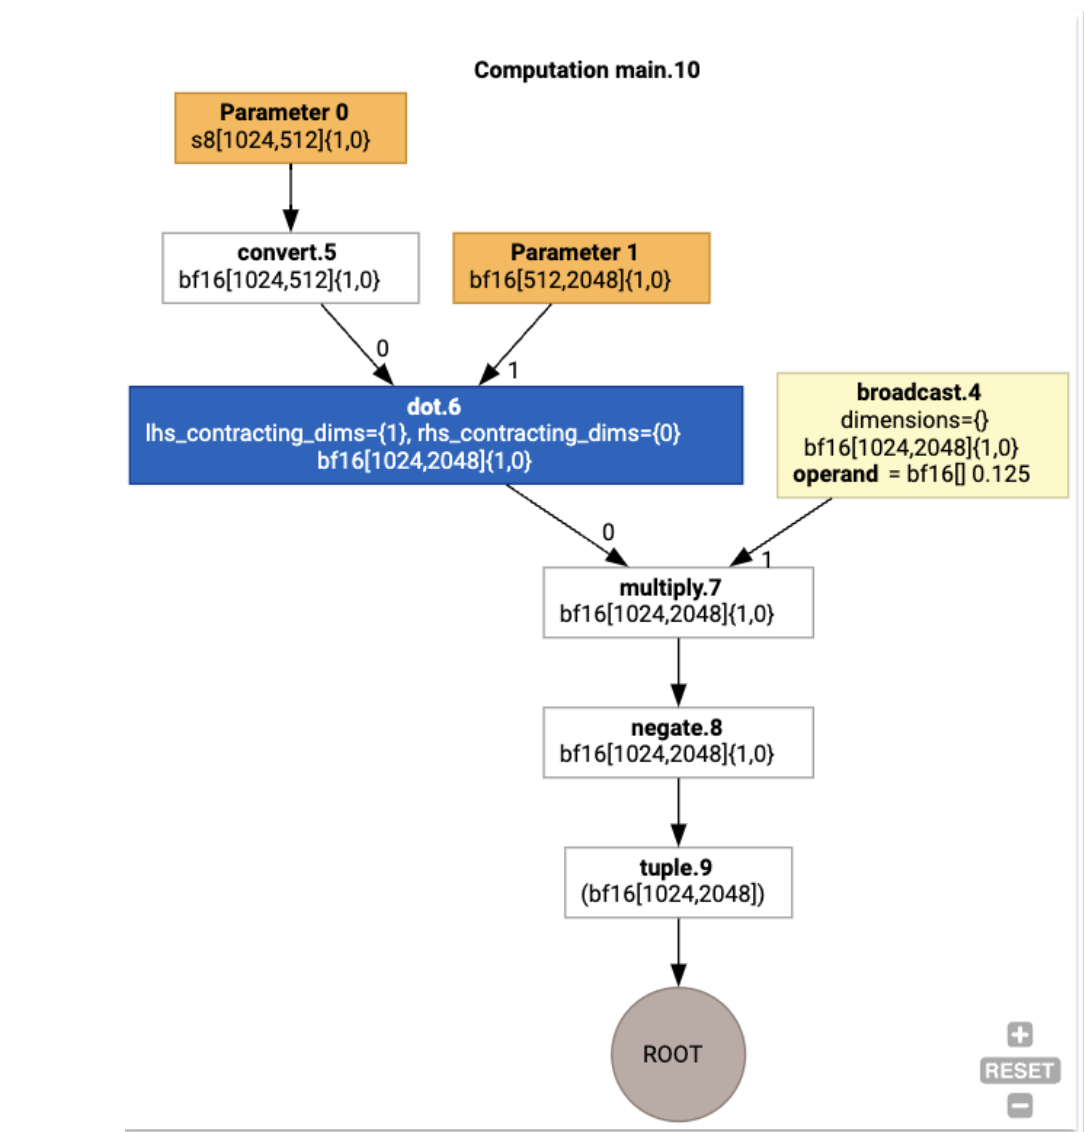 Computation main.10
Parameter 0
s8[1024,512]{1,0}
convert.5
bf16[1024,512]{1,0}
Parameter 1
bf16[512,2048]{1,0}
0
1
dot.6
lhs_contracting_dims={1}, rhs_contracting_dims={0}
bf16[1024,2048]{1,0}
broadcast.4
dimensions={}
bf16[1024,2048]{1,0}
operand = bf16[] 0.125
0
1
multiply.7
bf16[1024,2048]{1,0}
negate.8
bf16[1024,2048]{1,0}
tuple.9
(bf16[1024,2048])
ROOT
+
RESET
−